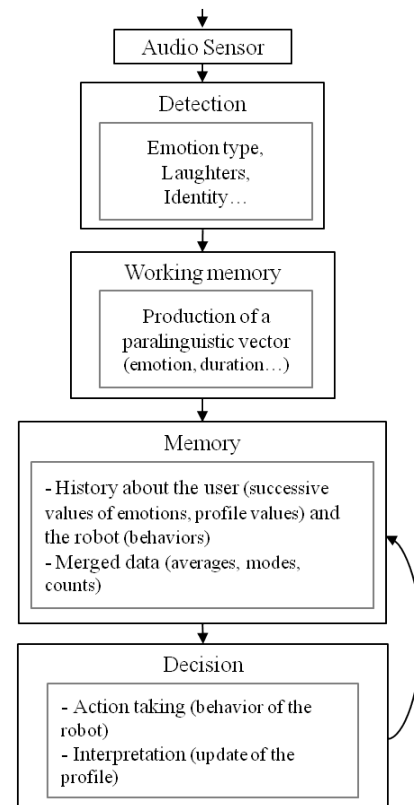 Audio Sensor
Detection
Emotion type,
Laughters,
Identity…
Working memory
Production of a
paralinguistic vector
(emotion, duration…)
Memory
- History about the user (successive
values of emotions, profile values) and
the robot (behaviors)
- Merged data (averages, modes,
counts)
Decision
- Action taking (behavior of the
robot)
- Interpretation (update of the
profile)